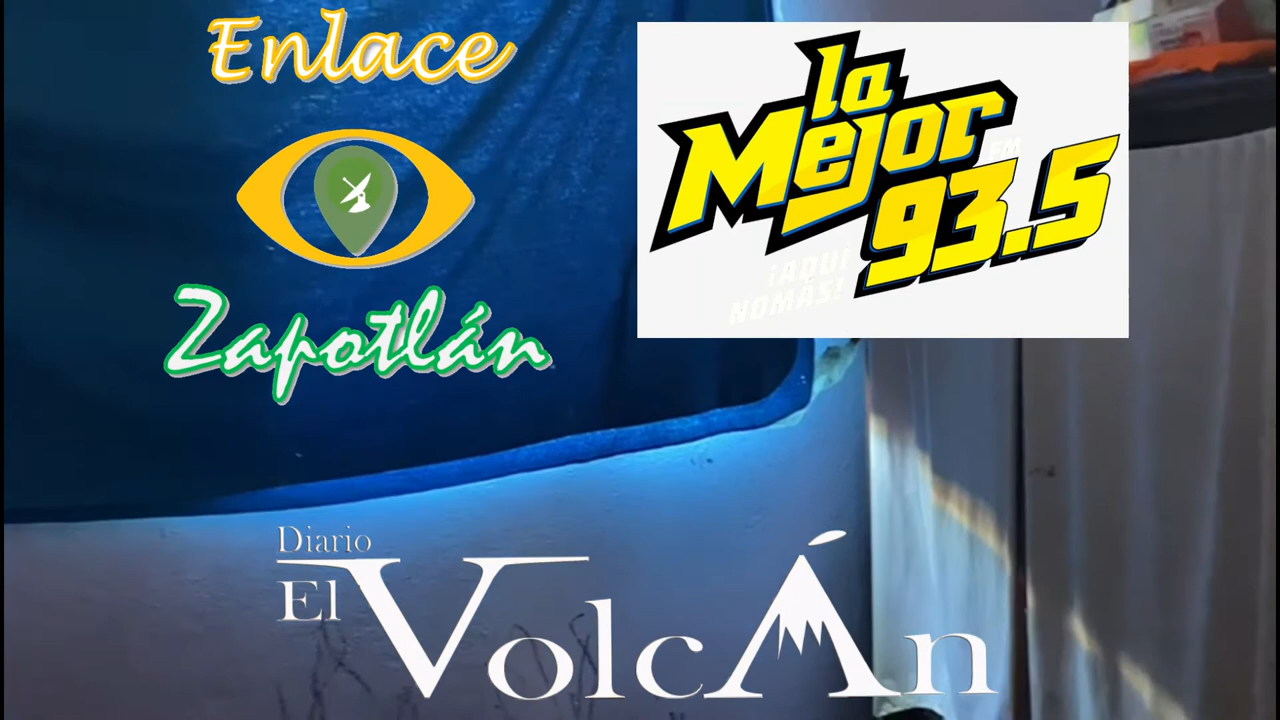 Enlace
Zapotlán
la
Mejor
FM
93.5
¡AQUÍ
NOMÁS!
Diario
El Volcán